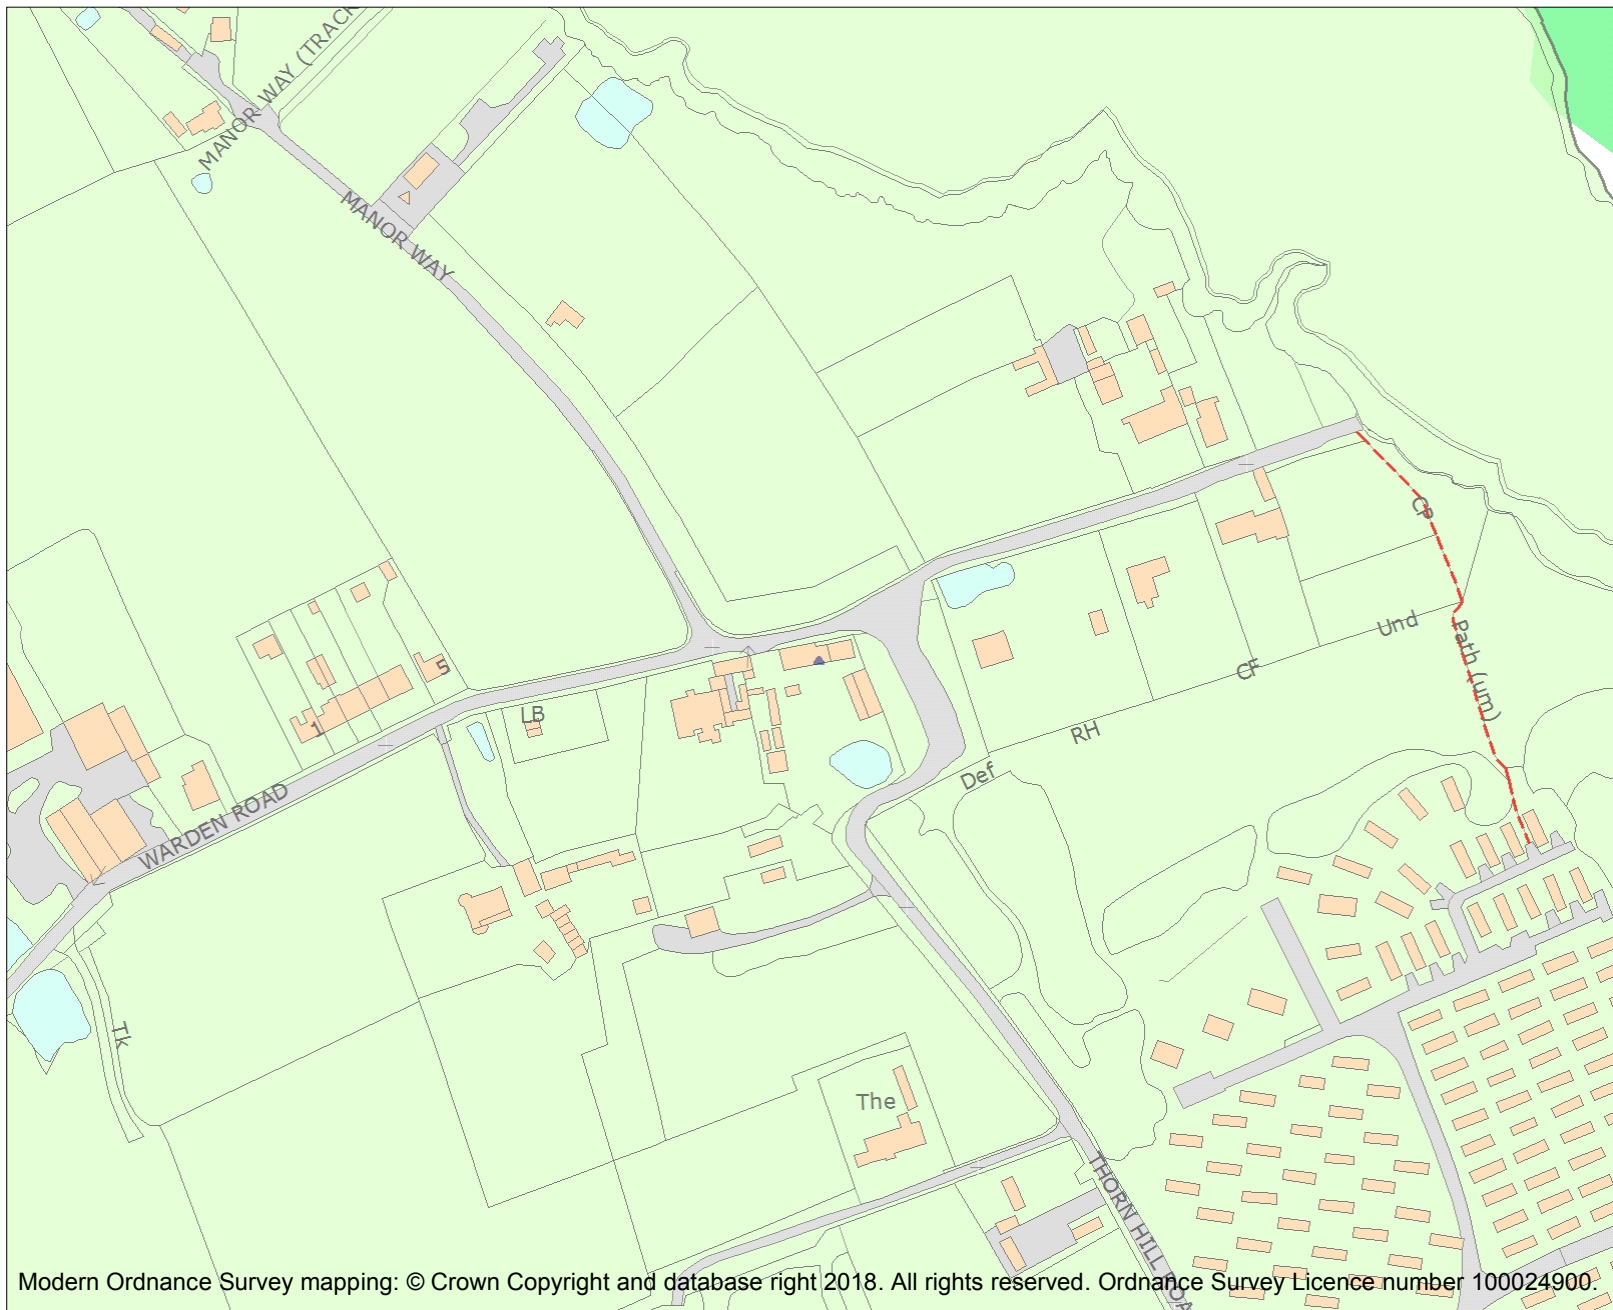 MANOR WAY (TRACK
MANOR WAY
CP
Und
Path (um)
CF
5
LB
1
RH
Def
WARDEN ROAD
Tk
The
THORN HILL ROA
Modern Ordnance Survey mapping: © Crown Copyright and database right 2018. All rights reserved. Ordnance Survey Licence number 100024900.